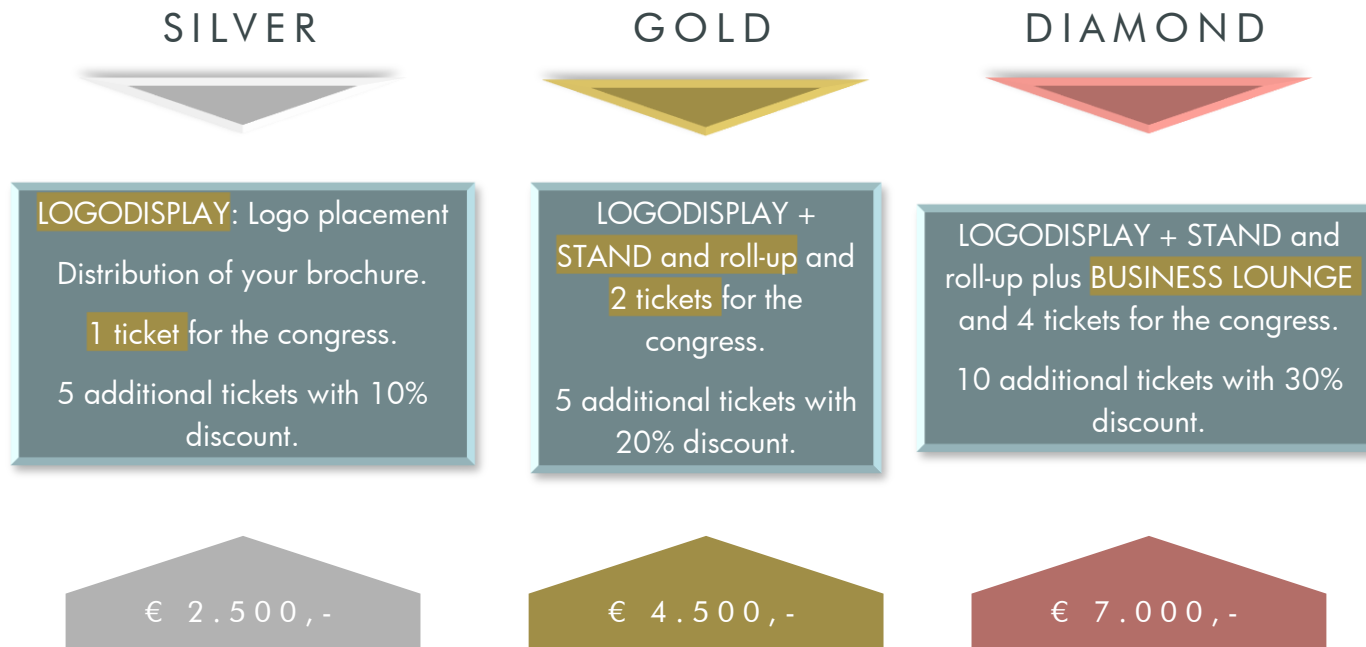 SILVER
LOGODISPLAY: Logo placement
Distribution of your brochure.
1 ticket for the congress.
5 additional tickets with 10%
discount.
€ 2.500,-
GOLD
LOGODISPLAY +
STAND and roll-up and
2 tickets for the
congress.
5 additional tickets with
20% discount.
€ 4.500,-
DIAMOND
LOGODISPLAY + STAND and
roll-up plus BUSINESS LOUNGE
and 4 tickets for the congress.
10 additional tickets with 30%
discount.
€ 7.000,-